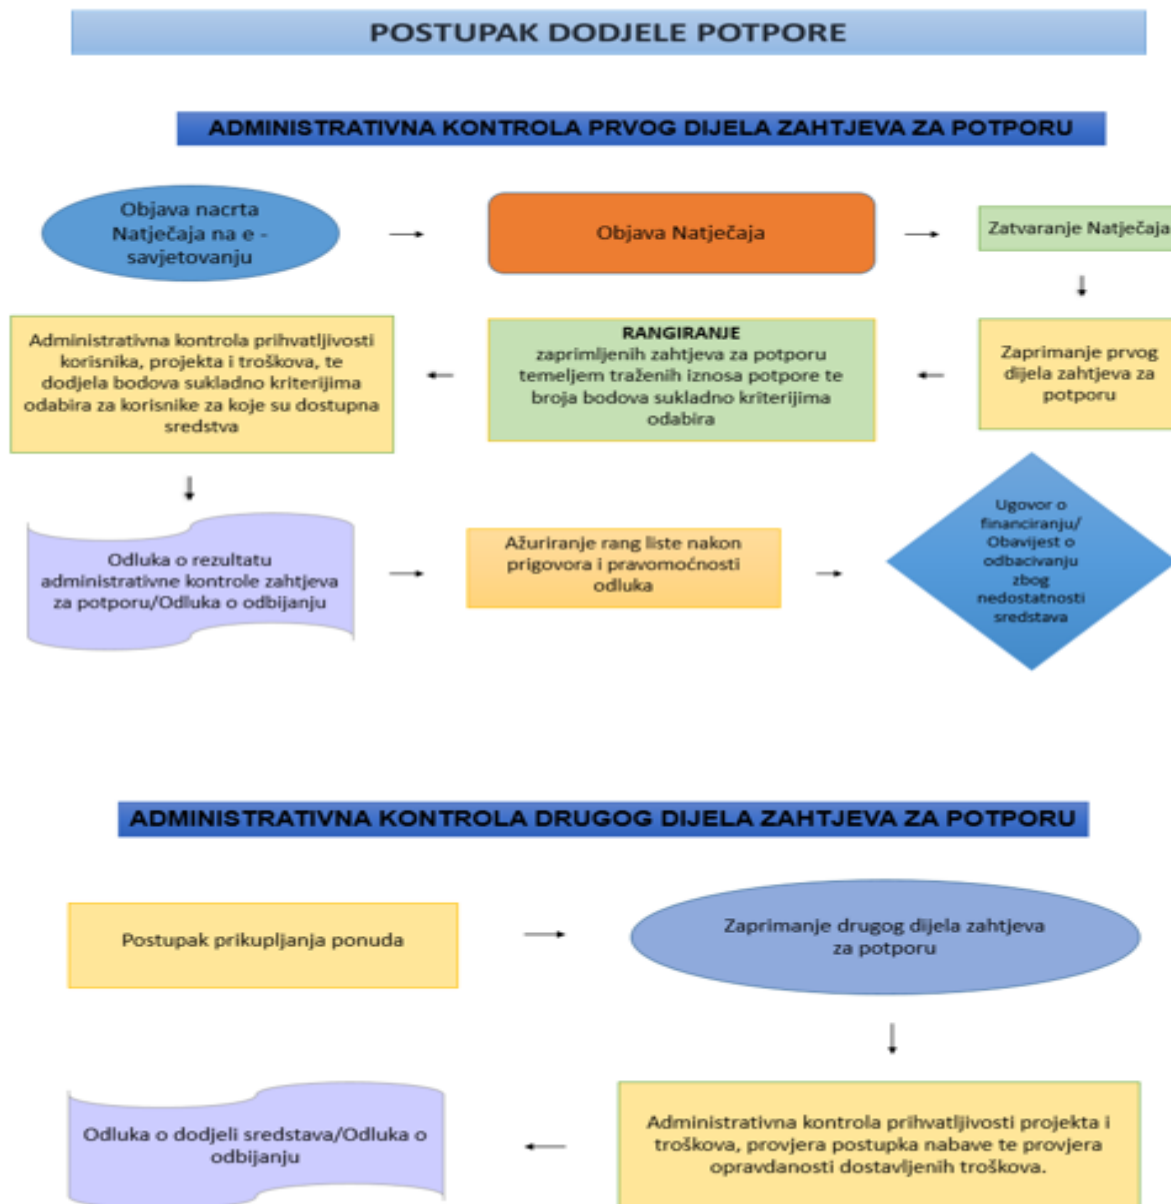 POSTUPAK DODJELE POTPORE
ADMINISTRATIVNA KONTROLA PRVOG DIJELA ZAHTJEVA ZA POTPORU
Objava nacrta
Natječaja na e -
savjetovanju
Objava Natječaja
Zatvaranje Natječaja
Zaprimanje prvog
dijela zahtjeva za
potporu
RANGIRANJE
zaprimljenih zahtjeva za potporu
temeljem traženih iznosa potpore te
broja bodova sukladno kriterijima
odabira
Administrativna kontrola prihvatljivosti
korisnika, projekta i troškova, te
dodjela bodova sukladno kriterijima
odabira za korisnike za koje su dostupna
sredstva
Odluka o rezultatu
administrativne kontrole zahtjeva
za potporu/Odluka o odbijanju
Ažuriranje rang liste nakon
prigovora i pravomoćnosti
odluka
Ugovor o
financiranju/
Obavijest o
odbacivanju
zbog
nedostatnosti
sredstava
ADMINISTRATIVNA KONTROLA DRUGOG DIJELA ZAHTJEVA ZA POTPORU
Postupak prikupljanja ponuda
Zaprimanje drugog dijela zahtjeva
za potporu
Administrativna kontrola prihvatljivosti projekta i
troškova, provjera postupka nabave te provjera
opravdanosti dostavljenih troškova.
Odluka o dodjeli sredstava/Odluka o
odbijanju